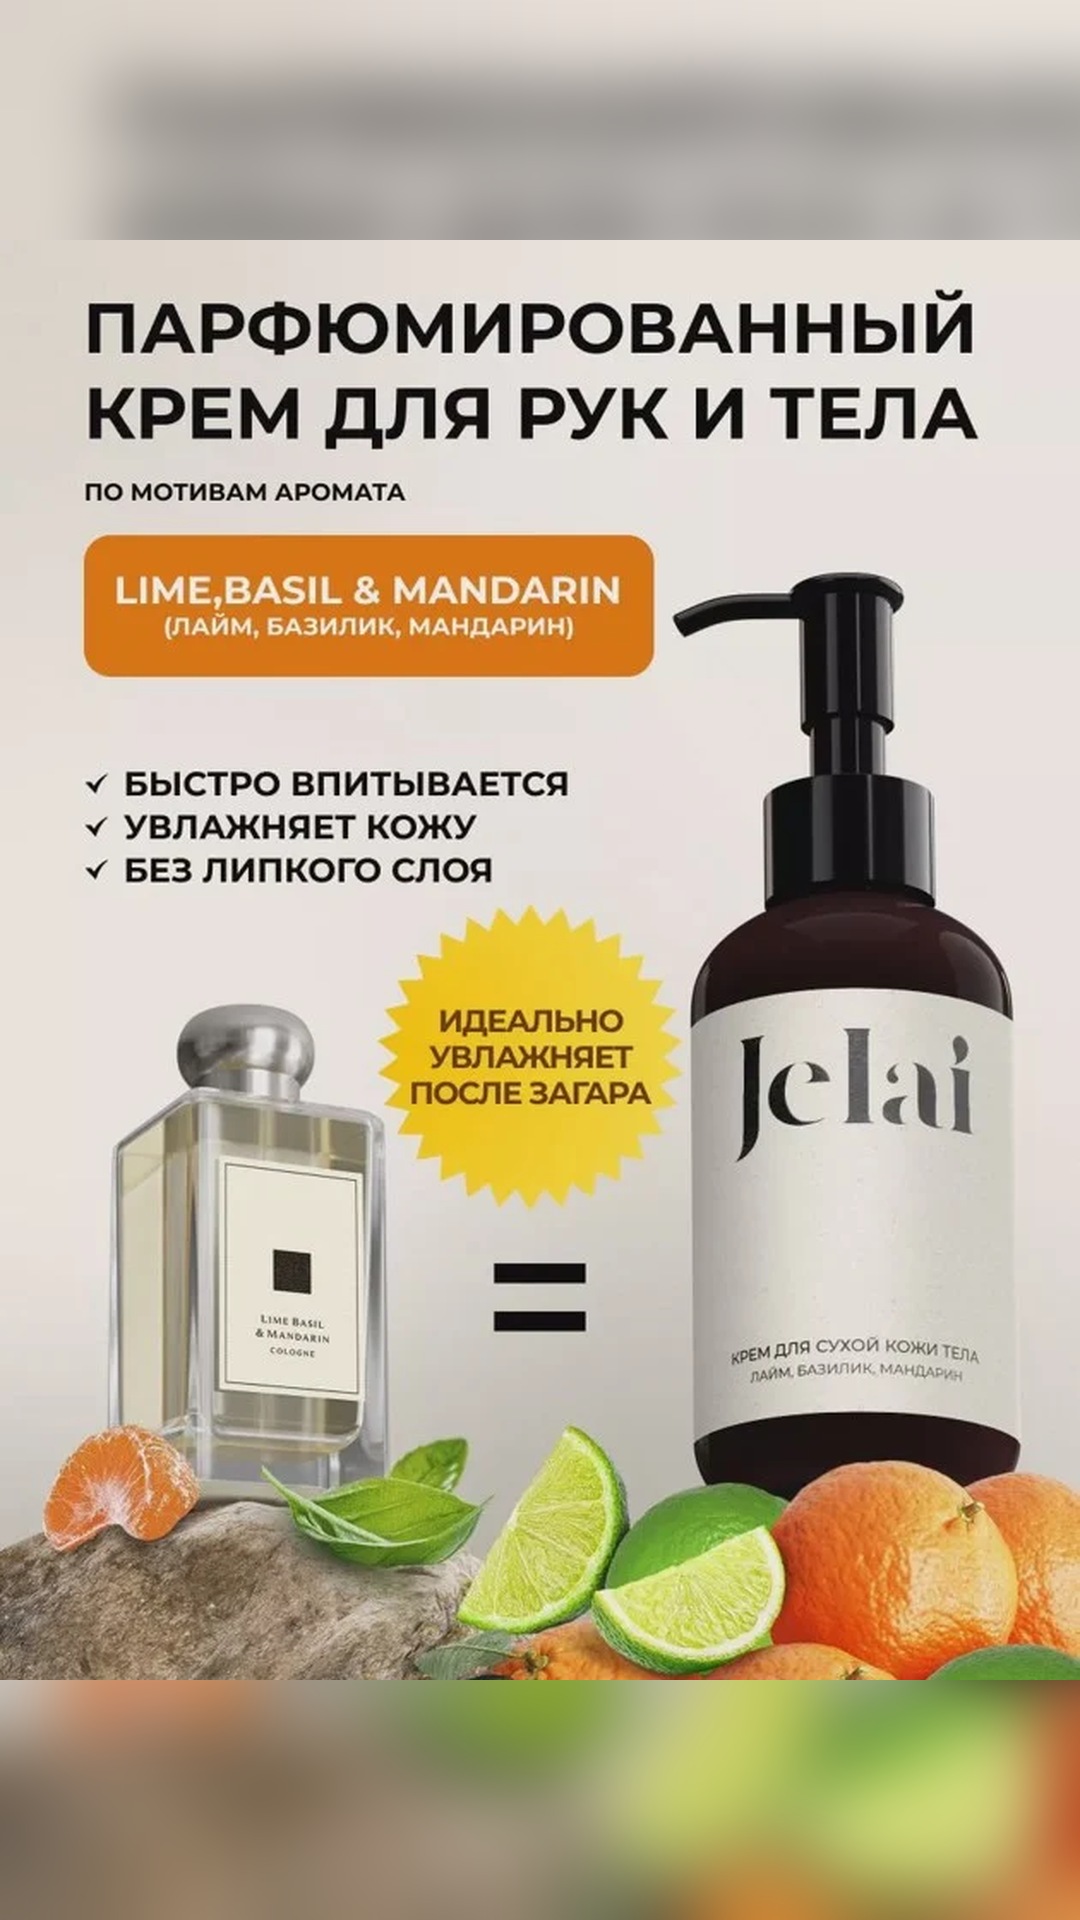 ПАРФЮМИРОВАННЫЙ
КРЕМ ДЛЯ РУК И ТЕЛА
ПО МОТИВАМ АРОМАТА
LIME,BASIL & MANDARIN
(ЛАЙМ, БАЗИЛИК, МАНДАРИН)
БЫСТРО ВПИТЫВАЕТСЯ
УВЛАЖНЯЕТ КОЖУ
БЕЗ ЛИПКОГО СЛОЯ
ИДЕАЛЬНО
УВЛАЖНЯЕТ
ПОСЛЕ ЗАГАРА
=
Jelai
КРЕМ ДЛЯ СУХОЙ КОЖИ ТЕЛА
ЛАЙМ, БАЗИЛИК, МАНДАРИН
LIME BASIL
& MANDARIN
COLOGNE